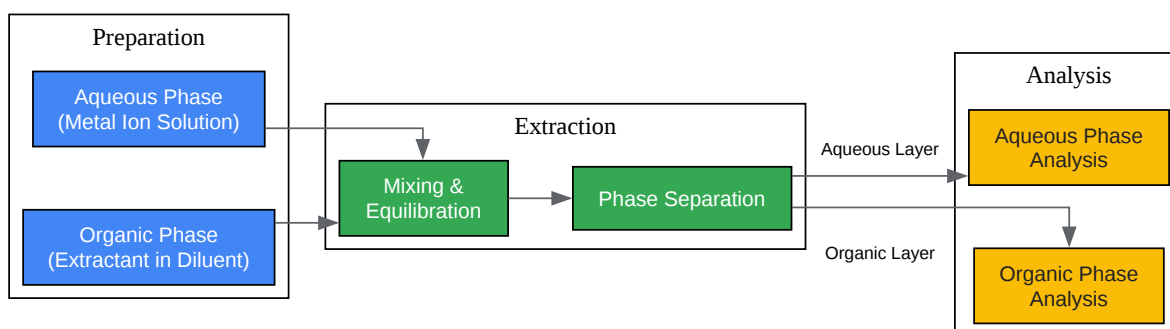 Preparation
Aqueous Phase
(Metal Ion Solution)
Organic Phase
(Extractant in Diluent)
Extraction
Mixing &
Equilibration
Phase Separation
Aqueous Layer
Organic Layer
Analysis
Aqueous Phase
Analysis
Organic Phase
Analysis